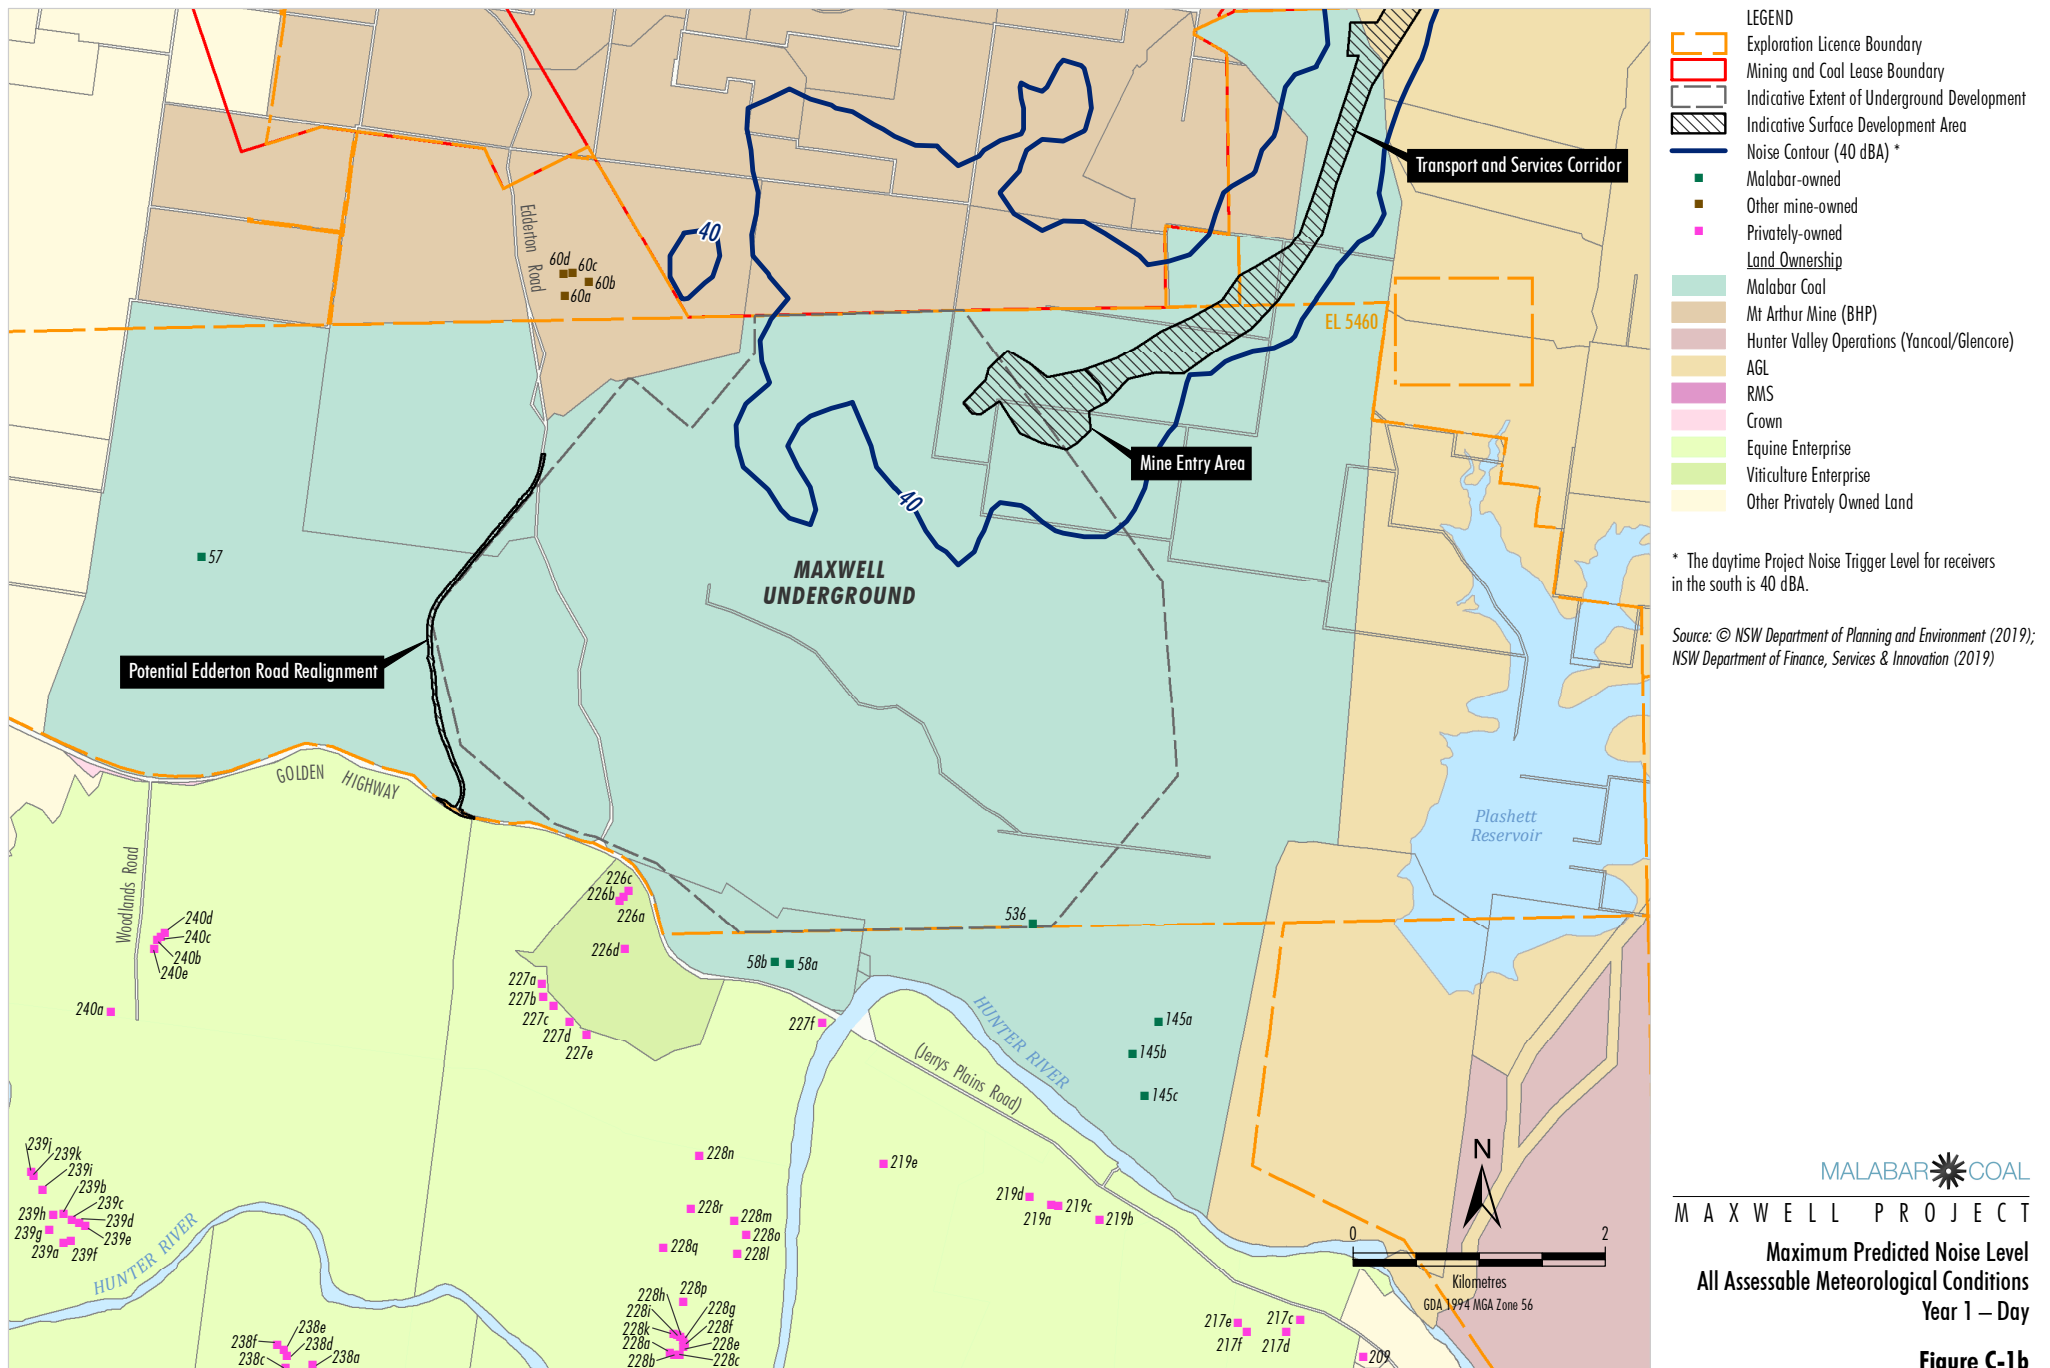 LEGEND
Exploration Licence Boundary
Mining and Coal Lease Boundary
Indicative Extent of Underground Development
Indicative Surface Development Area
Noise Contour (40 dBA) *
Malabar-owned
Other mine-owned
Privately-owned
Land Ownership
Malabar Coal
Mt Arthur Mine (BHP)
Hunter Valley Operations (Yancoal/Glencore)
AGL
RMS
Crown
Equine Enterprise
Viticulture Enterprise
Other Privately Owned Land
* The daytime Project Noise Trigger Level for receivers
in the south is 40 dBA.
Source: © NSW Department of Planning and Environment (2019);
NSW Department of Finance, Services & Innovation (2019)
Transport and Services Corridor
Edderton Road
40
60d
60c
60b
60a
EL 5460
Mine Entry Area
40
57
MAXWELL
UNDERGROUND
Potential Edderton Road Realignment
GOLDEN HIGHWAY
Plashett
Reservoir
Woodlands Road
226c
226b
226a
226d
536
58b
58a
240d
240c
240b
240e
240a
227a
227b
227c
227d
227e
227f
HUNTER RIVER
(Jerrys Plains Road)
145a
145b
145c
239j
239k
239i
239b
239c
239h
239d
239g
239e
239a
239f
HUNTER RIVER
228n
219e
228r
228m
228o
228q
228l
219d
219a
219c
219b
228h
228p
228i
228g
228k
228f
228a
228e
228b
228c
238e
238f
238d
238c
238a
217e
217c
217f
217d
209
N
0
2
Kilometres
GDA 1994 MGA Zone 56
MALABAR COAL
MAXWELL PROJECT
Maximum Predicted Noise Level
All Assessable Meteorological Conditions
Year 1 – Day
Figure C-1b